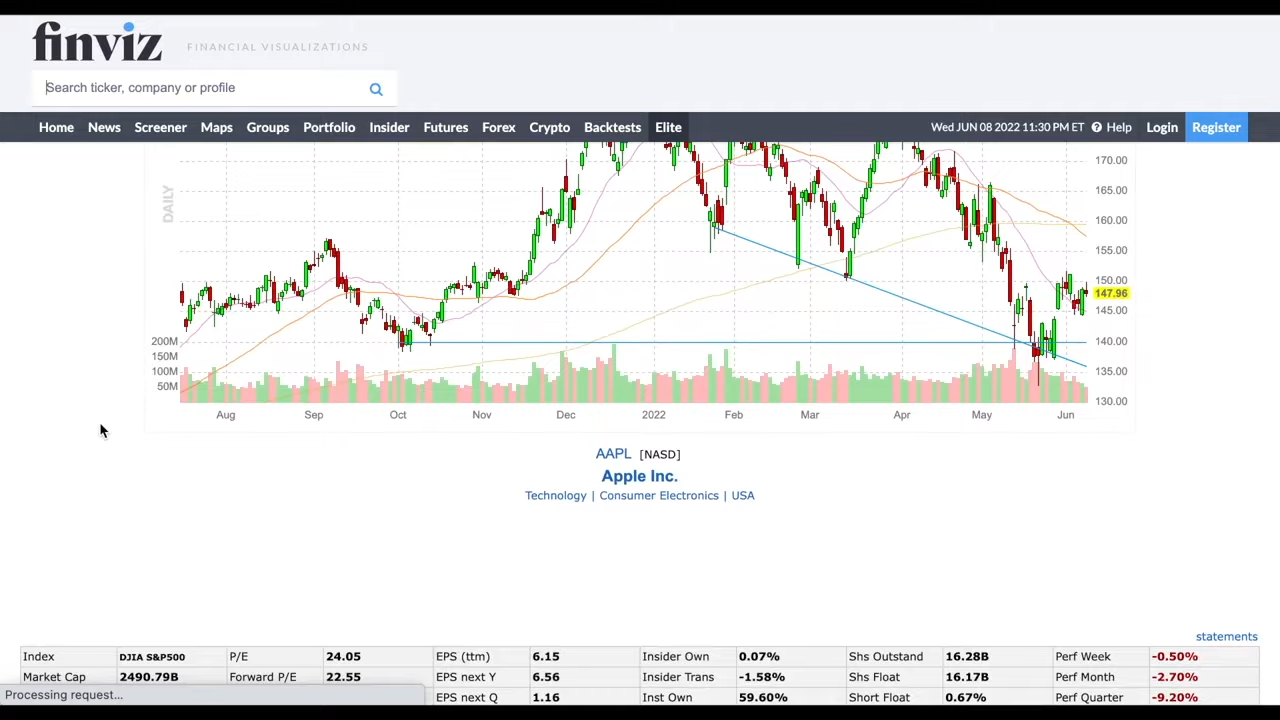 finviz FINANCIAL VISUALIZATIONS
Search ticker, company or profile
Home News Screener Maps Groups Portfolio Insider Futures Forex Crypto Backtests Elite Wed JUN 08 2022 11:30 PM ET Help Login Register
DAILY
170.00
165.00
160.00
155.00
150.00
147.96
145.00
200M 140.00
150M
100M 135.00
50M
130.00
Aug Sep Oct Nov Dec 2022 Feb Mar Apr May Jun
AAPL [NASD]
Apple Inc.
Technology | Consumer Electronics | USA
statements
Index DJIA S&P500 P/E 24.05 EPS (ttm) 6.15 Insider Own 0.07% Shs Outstand 16.28B Perf Week -0.50%
Market Cap 2490.79B Forward P/E 22.55 EPS next Y 6.56 Insider Trans -1.58% Shs Float 16.17B Perf Month -2.70%
Processing request... EPS next Q 1.16 Inst Own 59.60% Short Float 0.67% Perf Quarter -9.20%